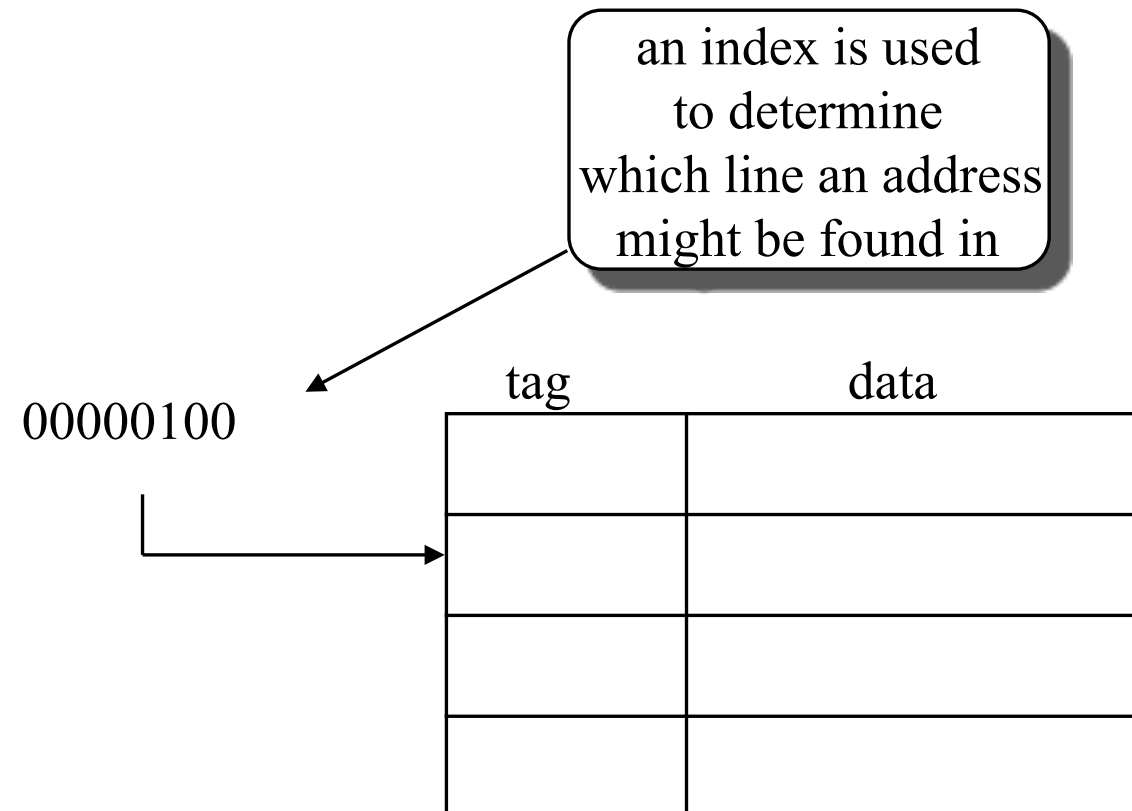 an index is used
to determine
which line an address
might be found in
tag data
00000100